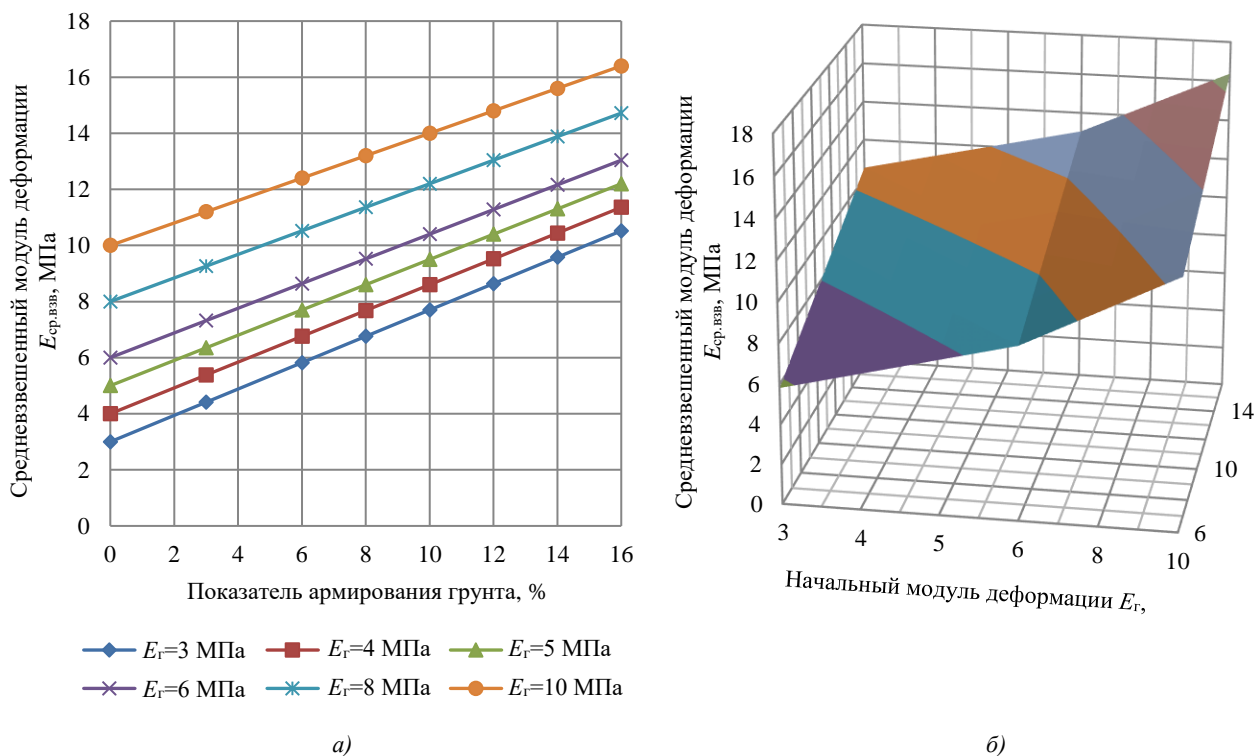 Средневзвешенный модуль деформации
Eср.взв, МПа
18
16
14
12
10
8
6
4
2
0
0 2 4 6 8 10 12 14 16
Показатель армирования грунта, %
Eг=3 МПа Eг=4 МПа Eг=5 МПа
Eг=6 МПа Eг=8 МПа Eг=10 МПа
а)
Средневзвешенный модуль деформации
Eср.взв, МПа
18
16
14
12
10
8
6
4
2
0
3 4 5 6 8 10
6
10
14
Начальный модуль деформации Eг,
б)